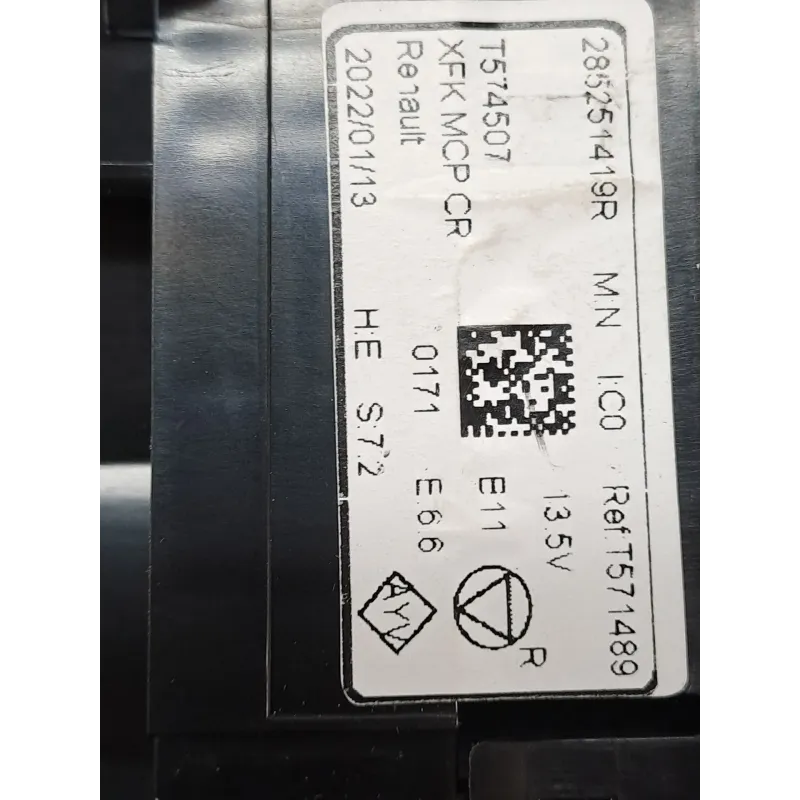 285251419R M:N I:C0 Ref:T571489
T574507 13.5V
XFK MCP CR E11 R
Renault 0171 E:6.6
2022/01/13 H:E S:7.2 AYV